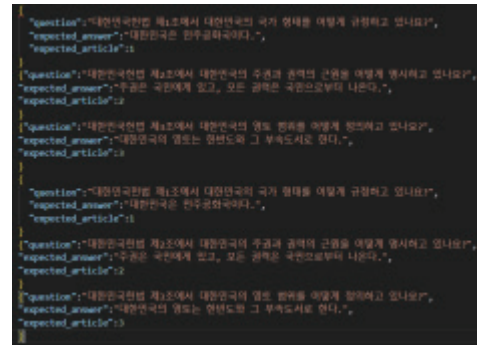 {
"question":"대한민국헌법 제1조에서 대한민국의 국가 형태를 어떻게 규정하고 있나요?",
"expected_answer":"대한민국은 민주공화국이다.",
"expected_article":1
}
{"question":"대한민국헌법 제2조에서 대한민국의 주권과 권력의 근원을 어떻게 명시하고 있나요?",
"expected_answer":"주권은 국민에게 있고, 모든 권력은 국민으로부터 나온다.",
"expected_article":2
}
{"question":"대한민국헌법 제3조에서 대한민국의 영토 범위를 어떻게 정의하고 있나요?",
"expected_answer":"대한민국의 영토는 한반도와 그 부속도서로 한다.",
"expected_article":3
}
{
"question":"대한민국헌법 제1조에서 대한민국의 국가 형태를 어떻게 규정하고 있나요?",
"expected_answer":"대한민국은 민주공화국이다.",
"expected_article":1
}
{"question":"대한민국헌법 제2조에서 대한민국의 주권과 권력의 근원을 어떻게 명시하고 있나요?",
"expected_answer":"주권은 국민에게 있고, 모든 권력은 국민으로부터 나온다.",
"expected_article":2
}
{"question":"대한민국헌법 제3조에서 대한민국의 영토 범위를 어떻게 정의하고 있나요?",
"expected_answer":"대한민국의 영토는 한반도와 그 부속도서로 한다.",
"expected_article":3
}